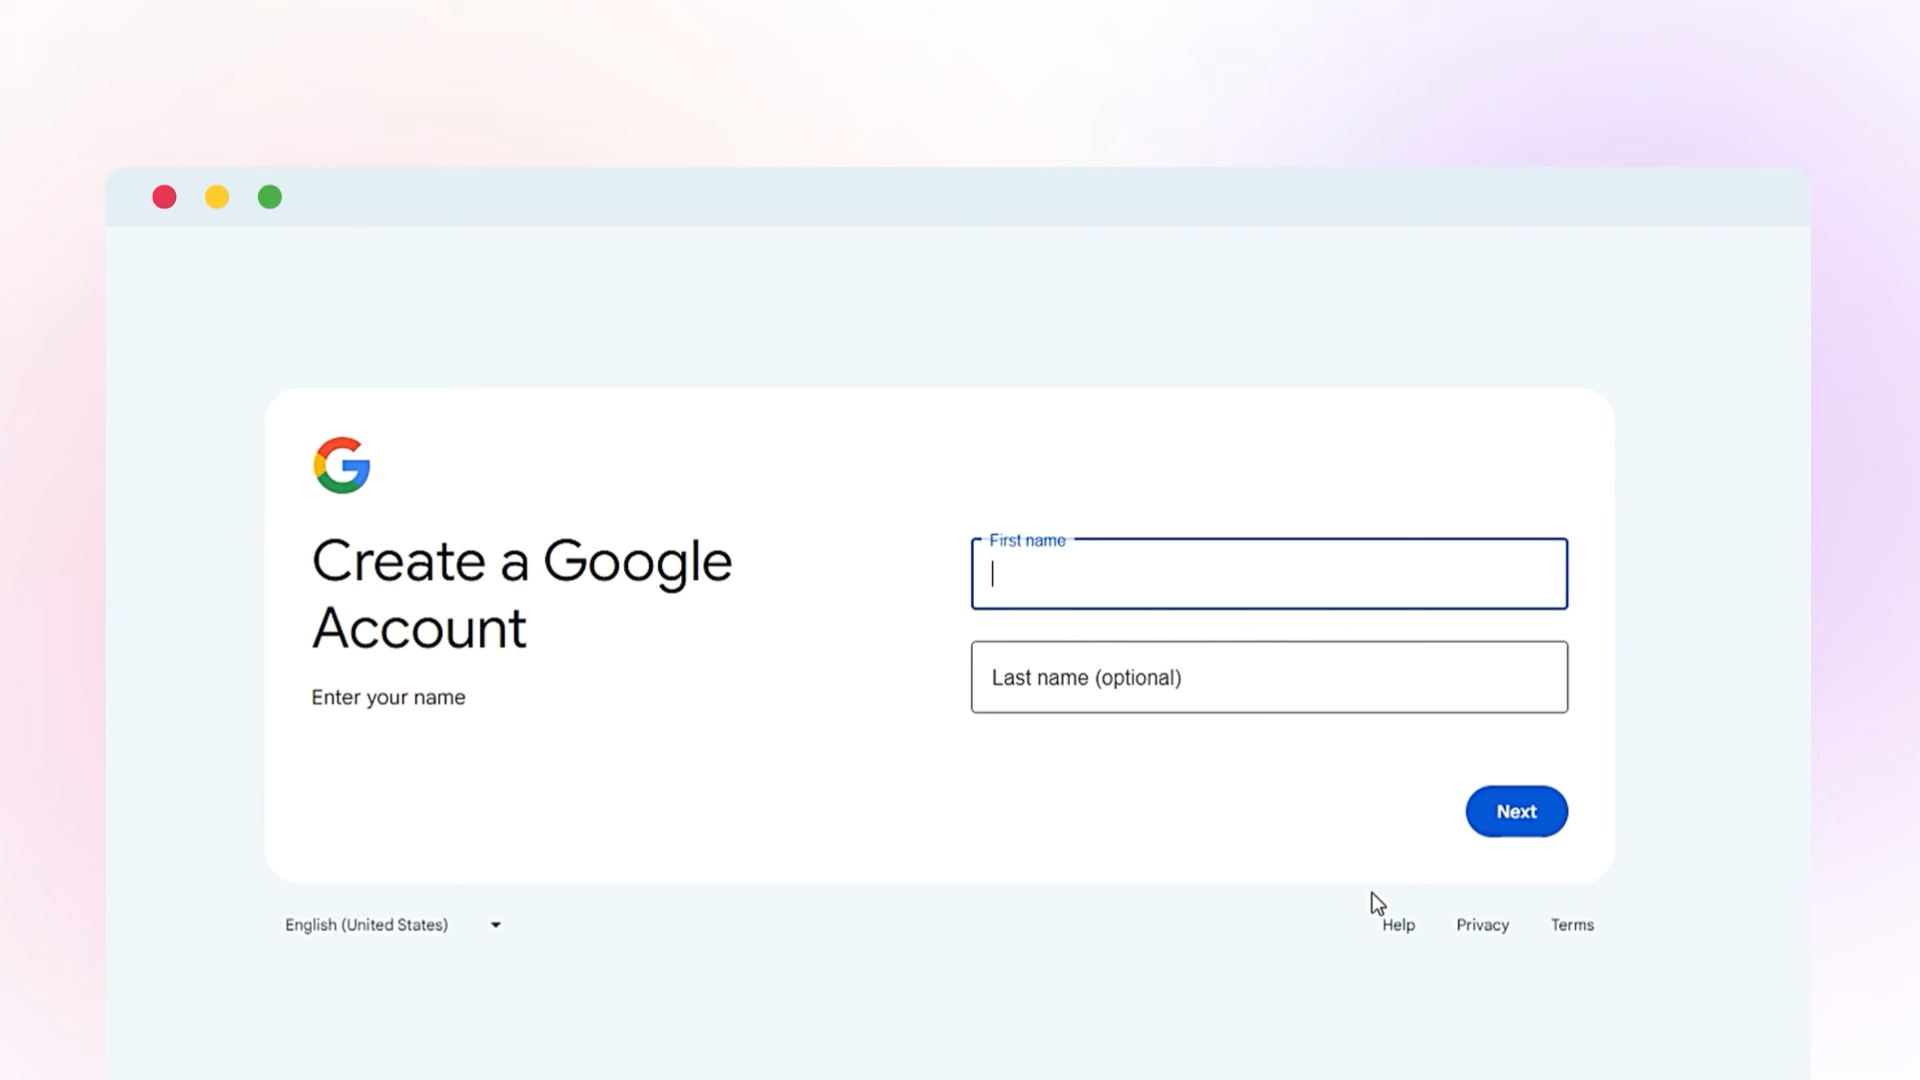 Create a Google
Account
Enter your name
First name
Last name (optional)
Next
English (United States)
Help
Privacy
Terms